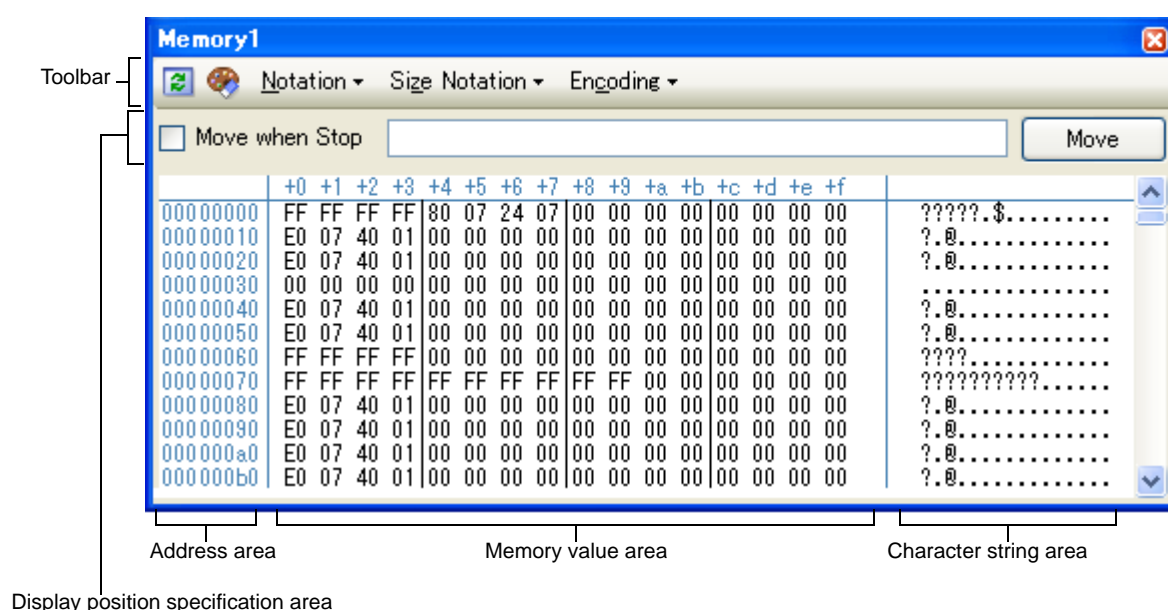 Memory1
Toolbar
Notation Size Notation Encoding
Move when Stop Move
+0 +1 +2 +3 +4 +5 +6 +7 +8 +9 +a +b +c +d +e +f
00000000 FF FF FF FF 80 07 24 07 00 00 00 00 00 00 00 00 ?????.$.........
00000010 E0 07 40 01 00 00 00 00 00 00 00 00 00 00 00 00 ?.@.............
00000020 E0 07 40 01 00 00 00 00 00 00 00 00 00 00 00 00 ?.@.............
00000030 00 00 00 00 00 00 00 00 00 00 00 00 00 00 00 00 ................
00000040 E0 07 40 01 00 00 00 00 00 00 00 00 00 00 00 00 ?.@.............
00000050 E0 07 40 01 00 00 00 00 00 00 00 00 00 00 00 00 ?.@.............
00000060 FF FF FF FF 00 00 00 00 00 00 00 00 00 00 00 00 ????............
00000070 FF FF FF FF FF FF FF FF FF FF 00 00 00 00 00 00 ??????????......
00000080 E0 07 40 01 00 00 00 00 00 00 00 00 00 00 00 00 ?.@.............
00000090 E0 07 40 01 00 00 00 00 00 00 00 00 00 00 00 00 ?.@.............
000000a0 E0 07 40 01 00 00 00 00 00 00 00 00 00 00 00 00 ?.@.............
000000b0 E0 07 40 01 00 00 00 00 00 00 00 00 00 00 00 00 ?.@.............
Address area Memory value area Character string area
Display position specification area